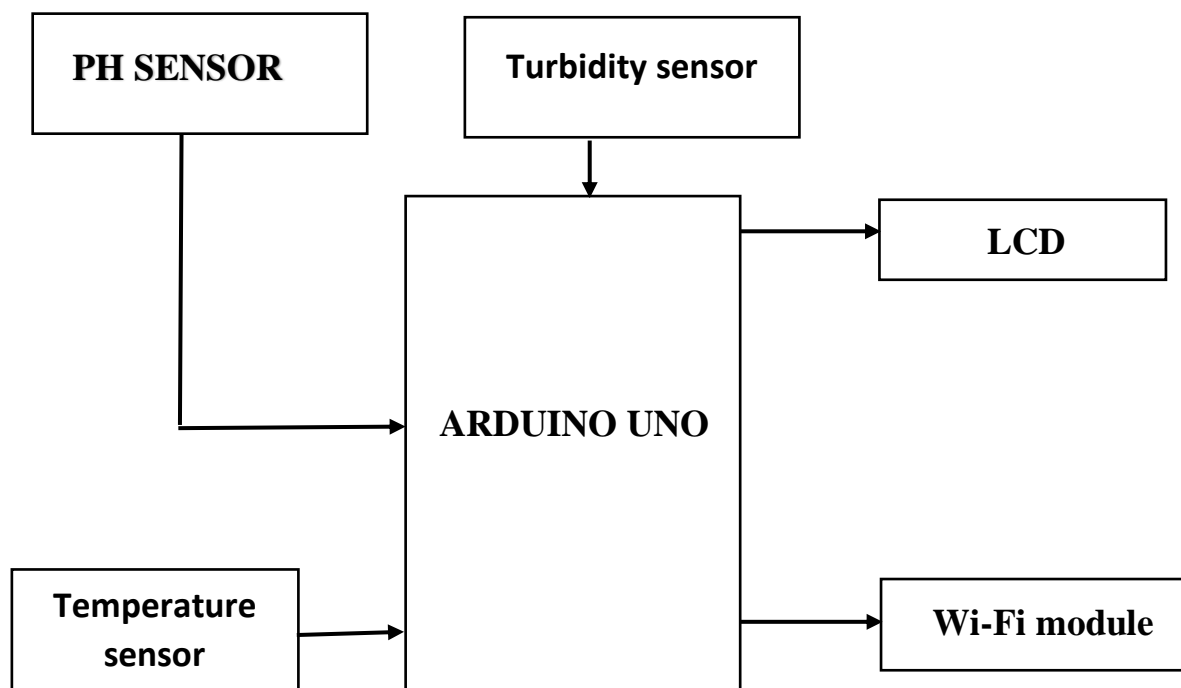 PH SENSOR
Turbidity sensor
LCD
ARDUINO UNO
Temperature
sensor
Wi-Fi module